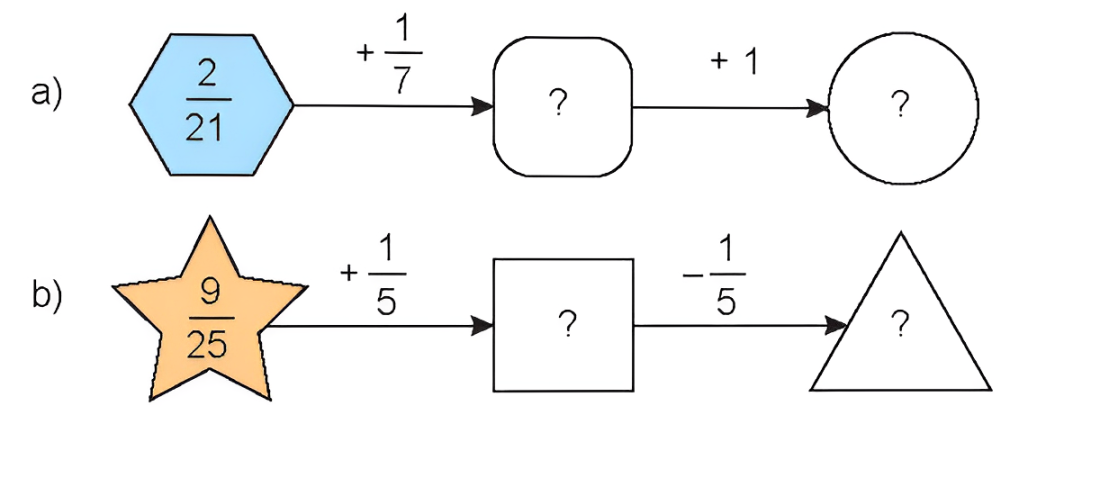 a) 2/21 + 1/7 ? + 1 ?
b) 9/25 + 1/5 ? − 1/5 ?